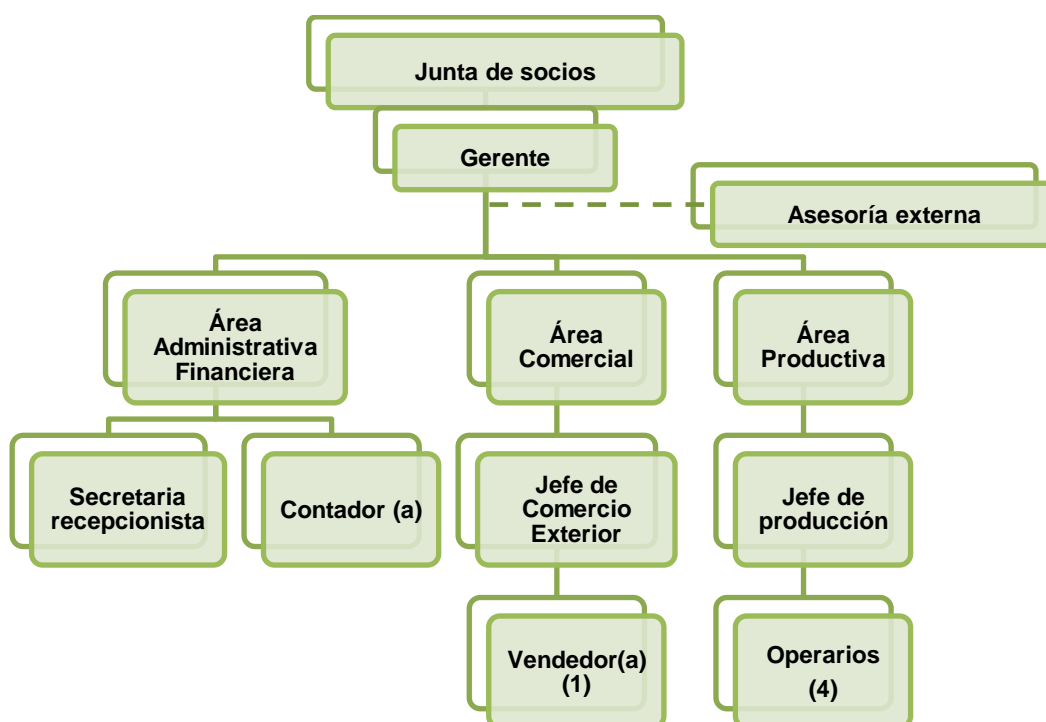 Junta de socios
Gerente
Asesoría externa
Área
Administrativa
Financiera
Área
Comercial
Área
Productiva
Secretaria
recepcionista
Contador (a)
Jefe de
Comercio
Exterior
Jefe de
producción
Vendedor(a)
(1)
Operarios
(4)